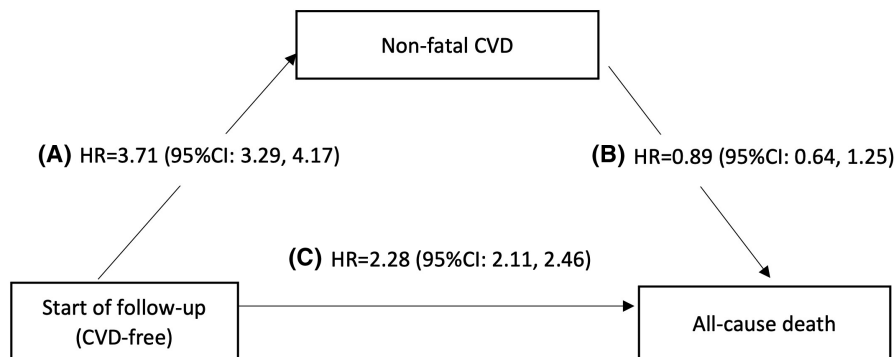 Non-fatal CVD
(A) HR=3.71 (95%CI: 3.29, 4.17)
(B) HR=0.89 (95%CI: 0.64, 1.25)
(C) HR=2.28 (95%CI: 2.11, 2.46)
Start of follow-up
(CVD-free)
All-cause death